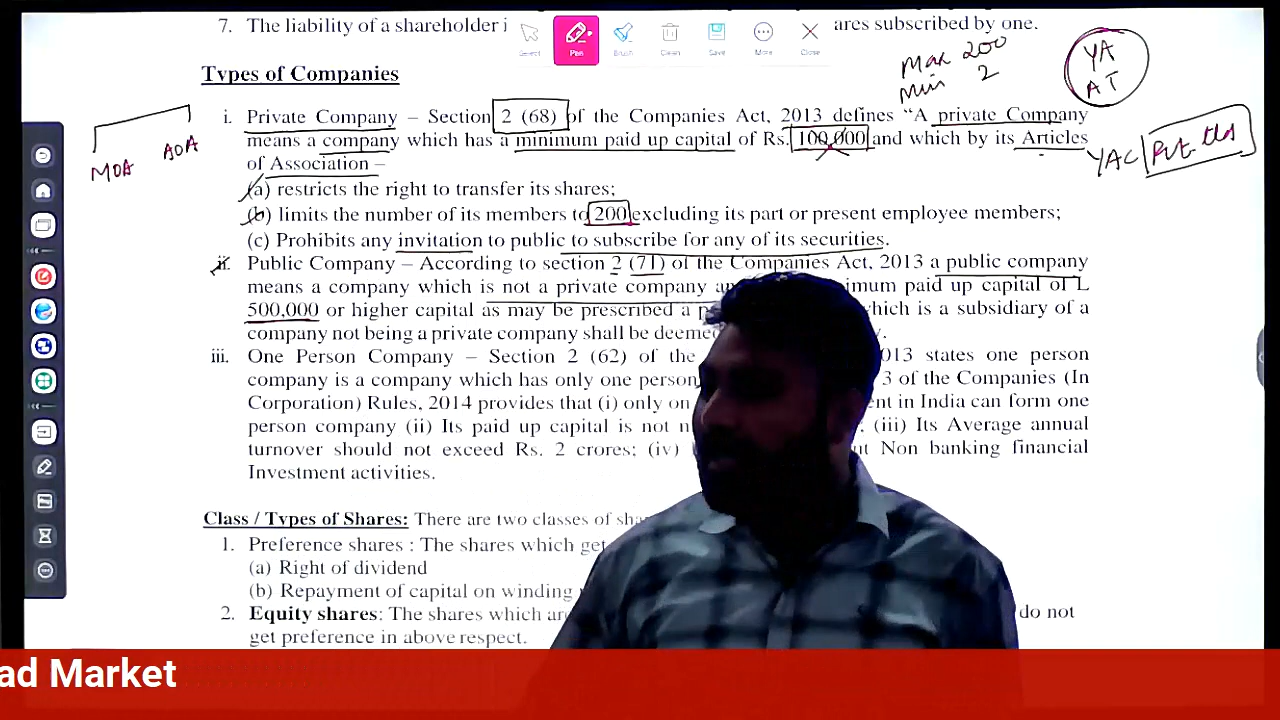 7. The liability of a shareholder i
ares subscribed by one.
Select Pen Brush Clean Save More Close
Max 200
Min 2
YA
AT
Types of Companies
MOA AOA
YAC Pvt Ltd
i. Private Company – Section 2 (68) of the Companies Act, 2013 defines “A private Company
means a company which has a minimum paid up capital of Rs. 100,000 and which by its Articles
of Association –
(a) restricts the right to transfer its shares;
(b) limits the number of its members to 200 excluding its part or present employee members;
(c) Prohibits any invitation to public to subscribe for any of its securities.
ii. Public Company – According to section 2 (71) of the Companies Act, 2013 a public company
means a company which is not a private company an imum paid up capital of L
500,000 or higher capital as may be prescribed a p which is a subsidiary of a
company not being a private company shall be deeme y.
iii. One Person Company – Section 2 (62) of the 013 states one person
company is a company which has only one person 3 of the Companies (In
Corporation) Rules, 2014 provides that (i) only on ent in India can form one
person company (ii) Its paid up capital is not n ; (iii) Its Average annual
turnover should not exceed Rs. 2 crores; (iv) ut Non banking financial
Investment activities.
Class / Types of Shares: There are two classes of sha
1. Preference shares : The shares which get
(a) Right of dividend
(b) Repayment of capital on winding
2. Equity shares: The shares which are do not
get preference in above respect.
ad Market